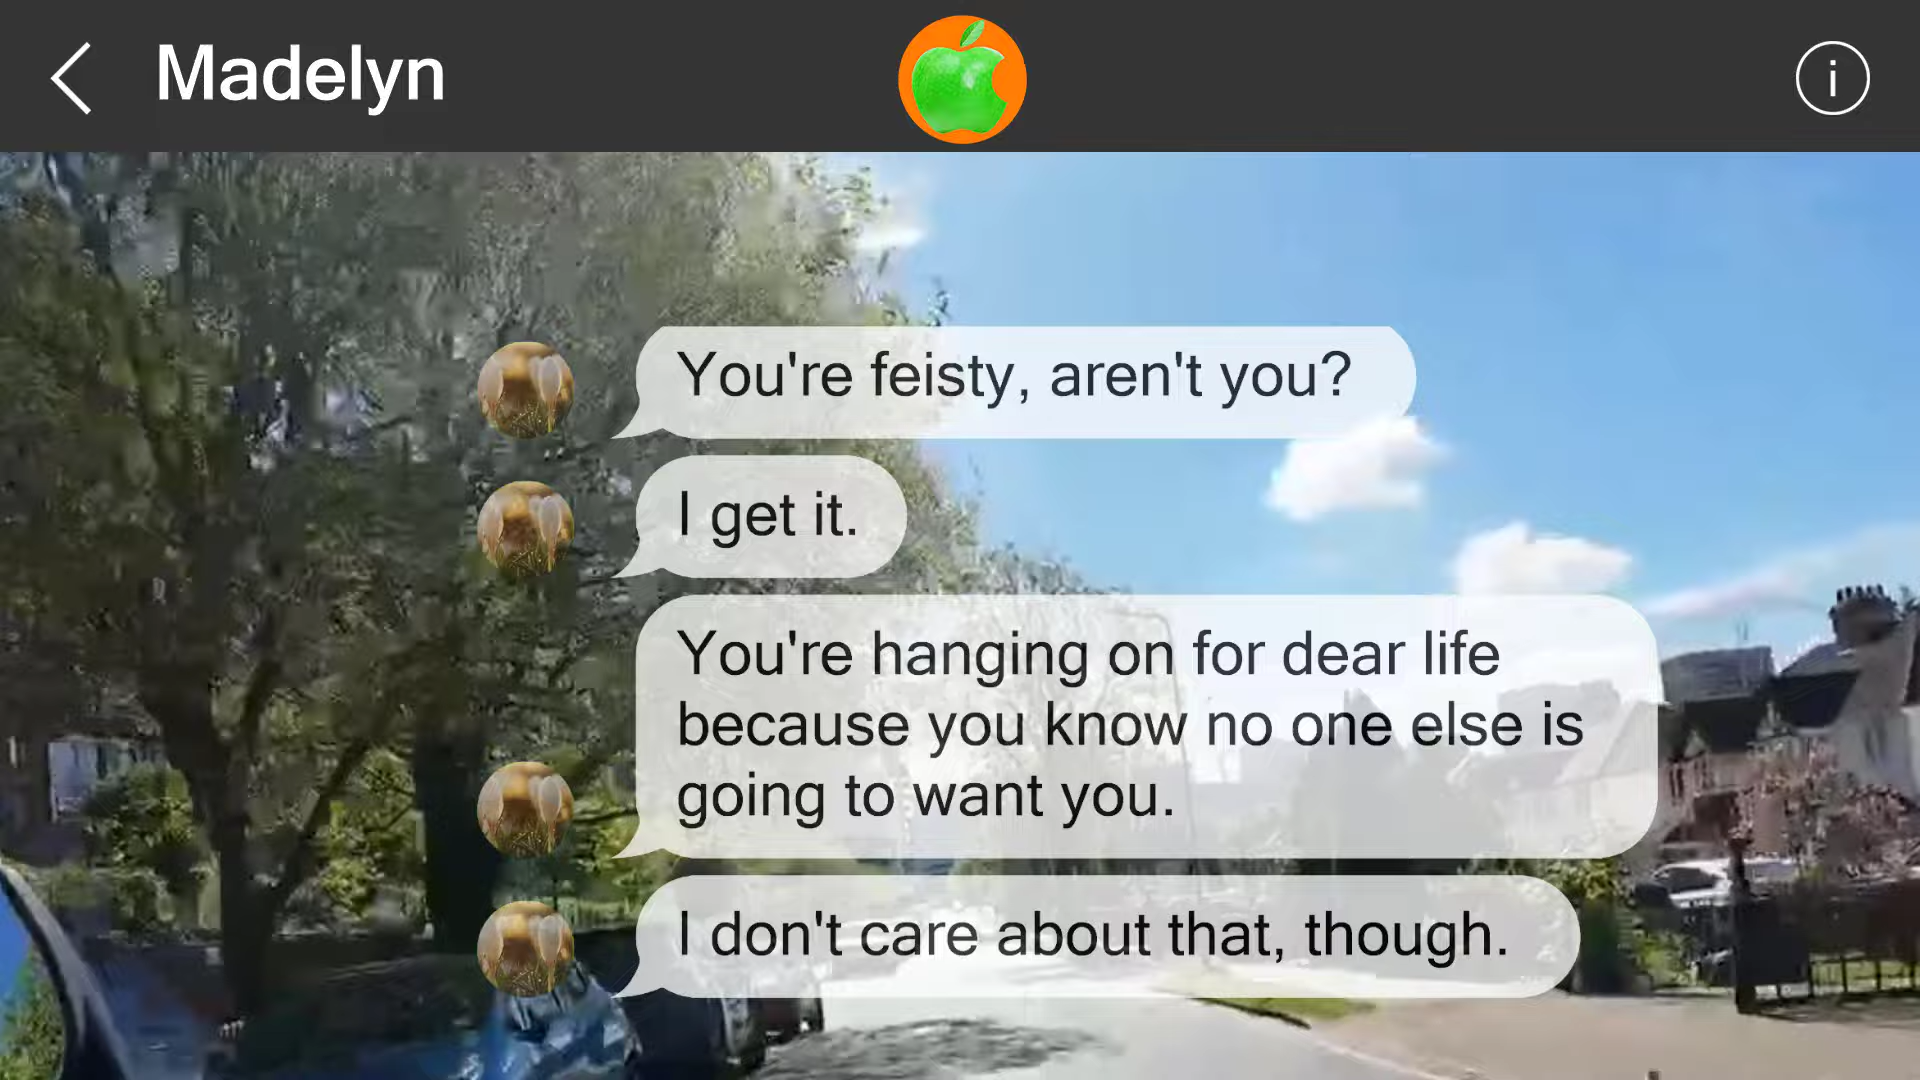 Madelyn
i
You're feisty, aren't you?
I get it.
You're hanging on for dear life
because you know no one else is
going to want you.
I don't care about that, though.